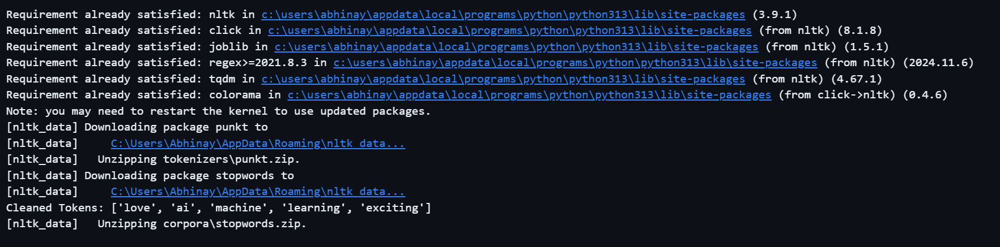 Requirement already satisfied: nltk in c:\users\abhinay\appdata\local\programs\python\python313\lib\site-packages (3.9.1)
Requirement already satisfied: click in c:\users\abhinay\appdata\local\programs\python\python313\lib\site-packages (from nltk) (8.1.8)
Requirement already satisfied: joblib in c:\users\abhinay\appdata\local\programs\python\python313\lib\site-packages (from nltk) (1.5.1)
Requirement already satisfied: regex>=2021.8.3 in c:\users\abhinay\appdata\local\programs\python\python313\lib\site-packages (from nltk) (2024.11.6)
Requirement already satisfied: tqdm in c:\users\abhinay\appdata\local\programs\python\python313\lib\site-packages (from nltk) (4.67.1)
Requirement already satisfied: colorama in c:\users\abhinay\appdata\local\programs\python\python313\lib\site-packages (from click->nltk) (0.4.6)
Note: you may need to restart the kernel to use updated packages.
[nltk_data] Downloading package punkt to
[nltk_data]     C:\Users\Abhinay\AppData\Roaming\nltk_data...
[nltk_data]   Unzipping tokenizers\punkt.zip.
[nltk_data] Downloading package stopwords to
[nltk_data]     C:\Users\Abhinay\AppData\Roaming\nltk_data...
Cleaned Tokens: ['love', 'ai', 'machine', 'learning', 'exciting']
[nltk_data]   Unzipping corpora\stopwords.zip.